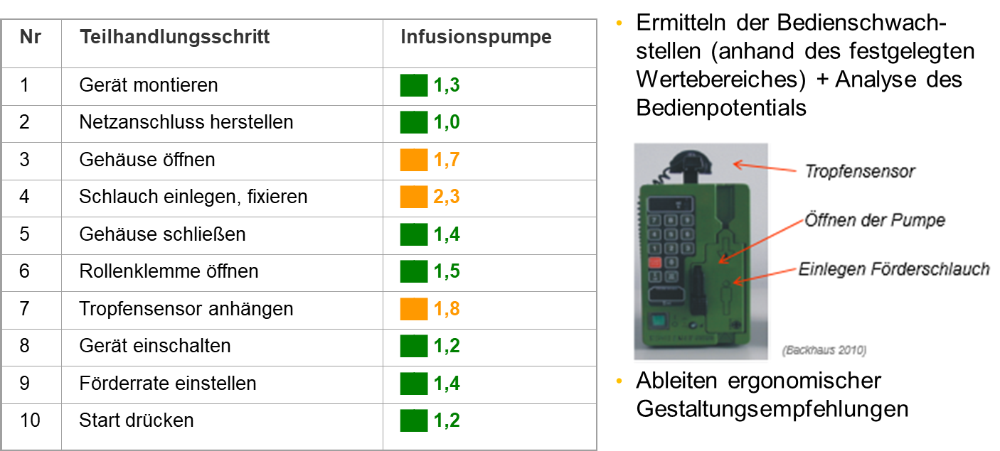 Nr Teilhandlungsschritt Infusionspumpe
1 Gerät montieren 1,3
2 Netzanschluss herstellen 1,0
3 Gehäuse öffnen 1,7
4 Schlauch einlegen, fixieren 2,3
5 Gehäuse schließen 1,4
6 Rollenklemme öffnen 1,5
7 Tropfensensor anhängen 1,8
8 Gerät einschalten 1,2
9 Förderrate einstellen 1,4
10 Start drücken 1,2
• Ermitteln der Bedienschwach-
stellen (anhand des festgelegten
Wertebereiches) + Analyse des
Bedienpotentials
Tropfensensor
Öffnen der Pumpe
Einlegen Förderschlauch
(Backhaus 2010)
• Ableiten ergonomischer
Gestaltungsempfehlungen